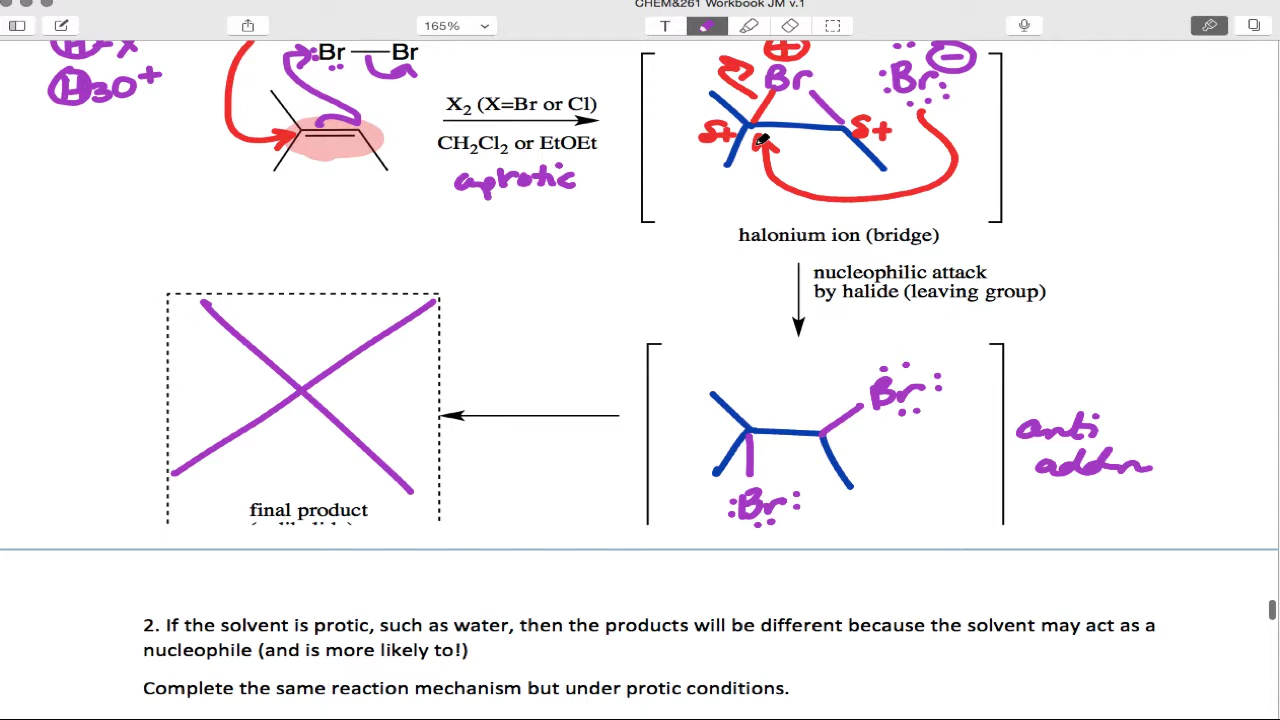 CHEM&261 Workbook JM v.1
165%
T
H-X
H3O+
Br — Br
X2 (X=Br or Cl)
CH2Cl2 or EtOEt
aprotic
+
Br
Br
−
δ+
δ+
halonium ion (bridge)
nucleophilic attack
by halide (leaving group)
Br
Br
anti
addn
final product
2. If the solvent is protic, such as water, then the products will be different because the solvent may act as a
nucleophile (and is more likely to!)
Complete the same reaction mechanism but under protic conditions.